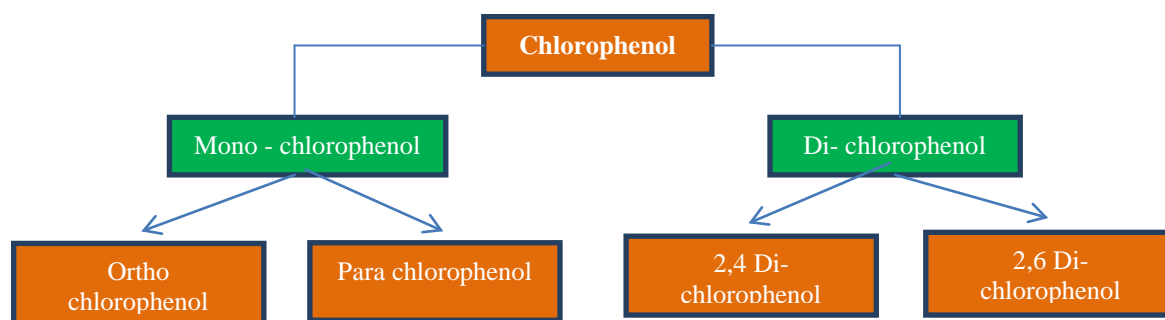 Chlorophenol
Mono - chlorophenol
Di- chlorophenol
Ortho
chlorophenol
Para chlorophenol
2,4 Di-
chlorophenol
2,6 Di-
chlorophenol